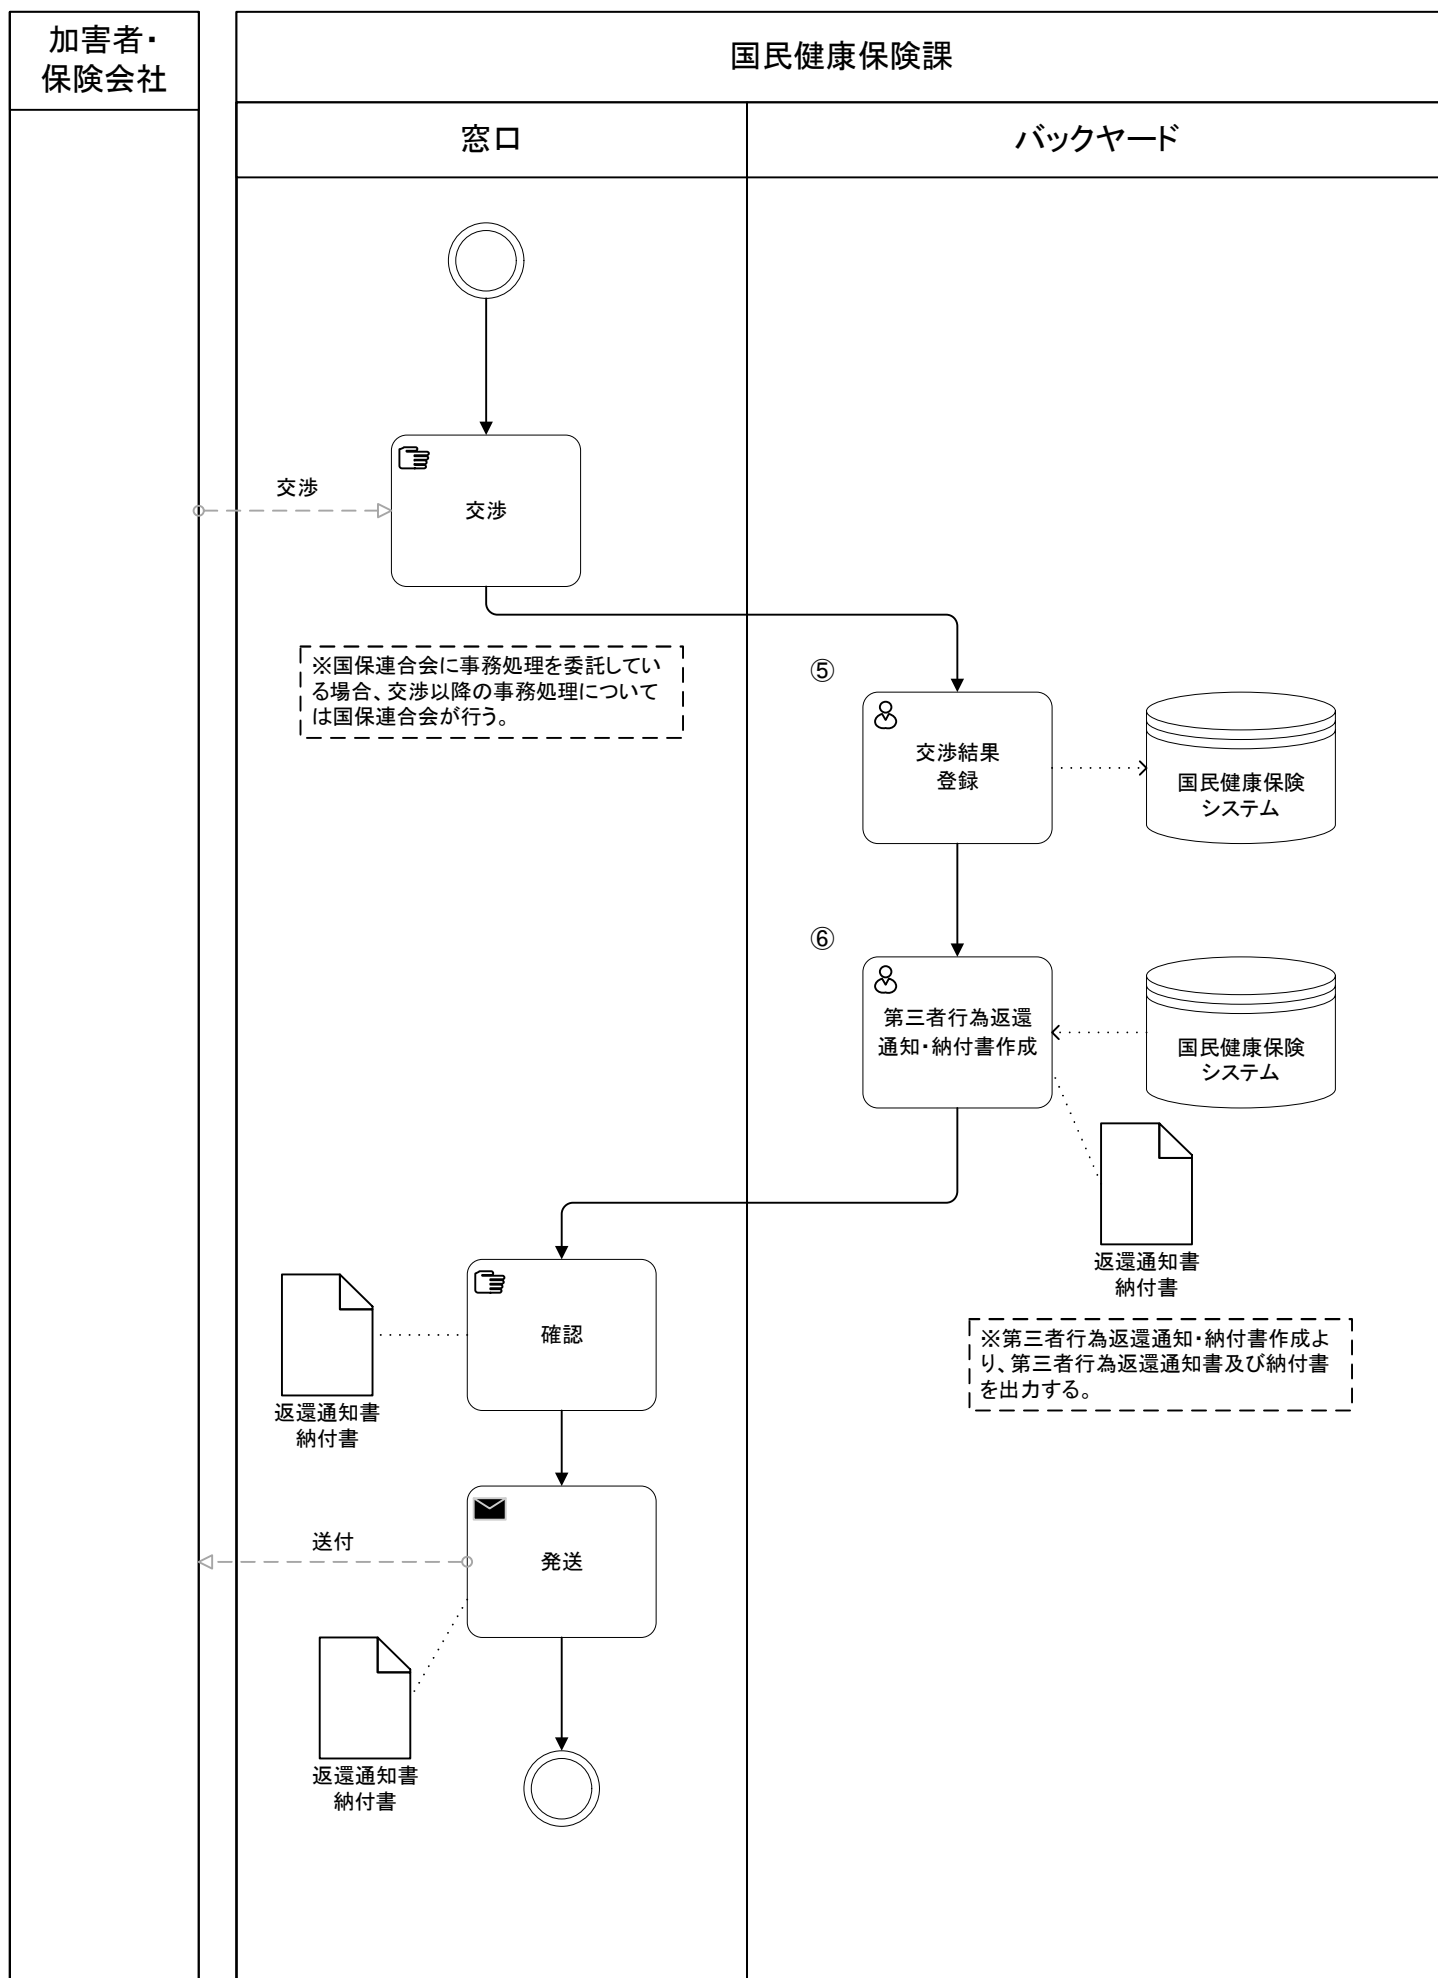 加害者・
保険会社
国民健康保険課
窓口
バックヤード
交渉
交渉
※国保連合会に事務処理を委託してい
る場合、交渉以降の事務処理について
は国保連合会が行う。
⑤
交渉結果
登録
国民健康保険
システム
⑥
第三者行為返還
通知・納付書作成
国民健康保険
システム
返還通知書
納付書
※第三者行為返還通知・納付書作成よ
り、第三者行為返還通知書及び納付書
を出力する。
確認
返還通知書
納付書
送付
発送
返還通知書
納付書